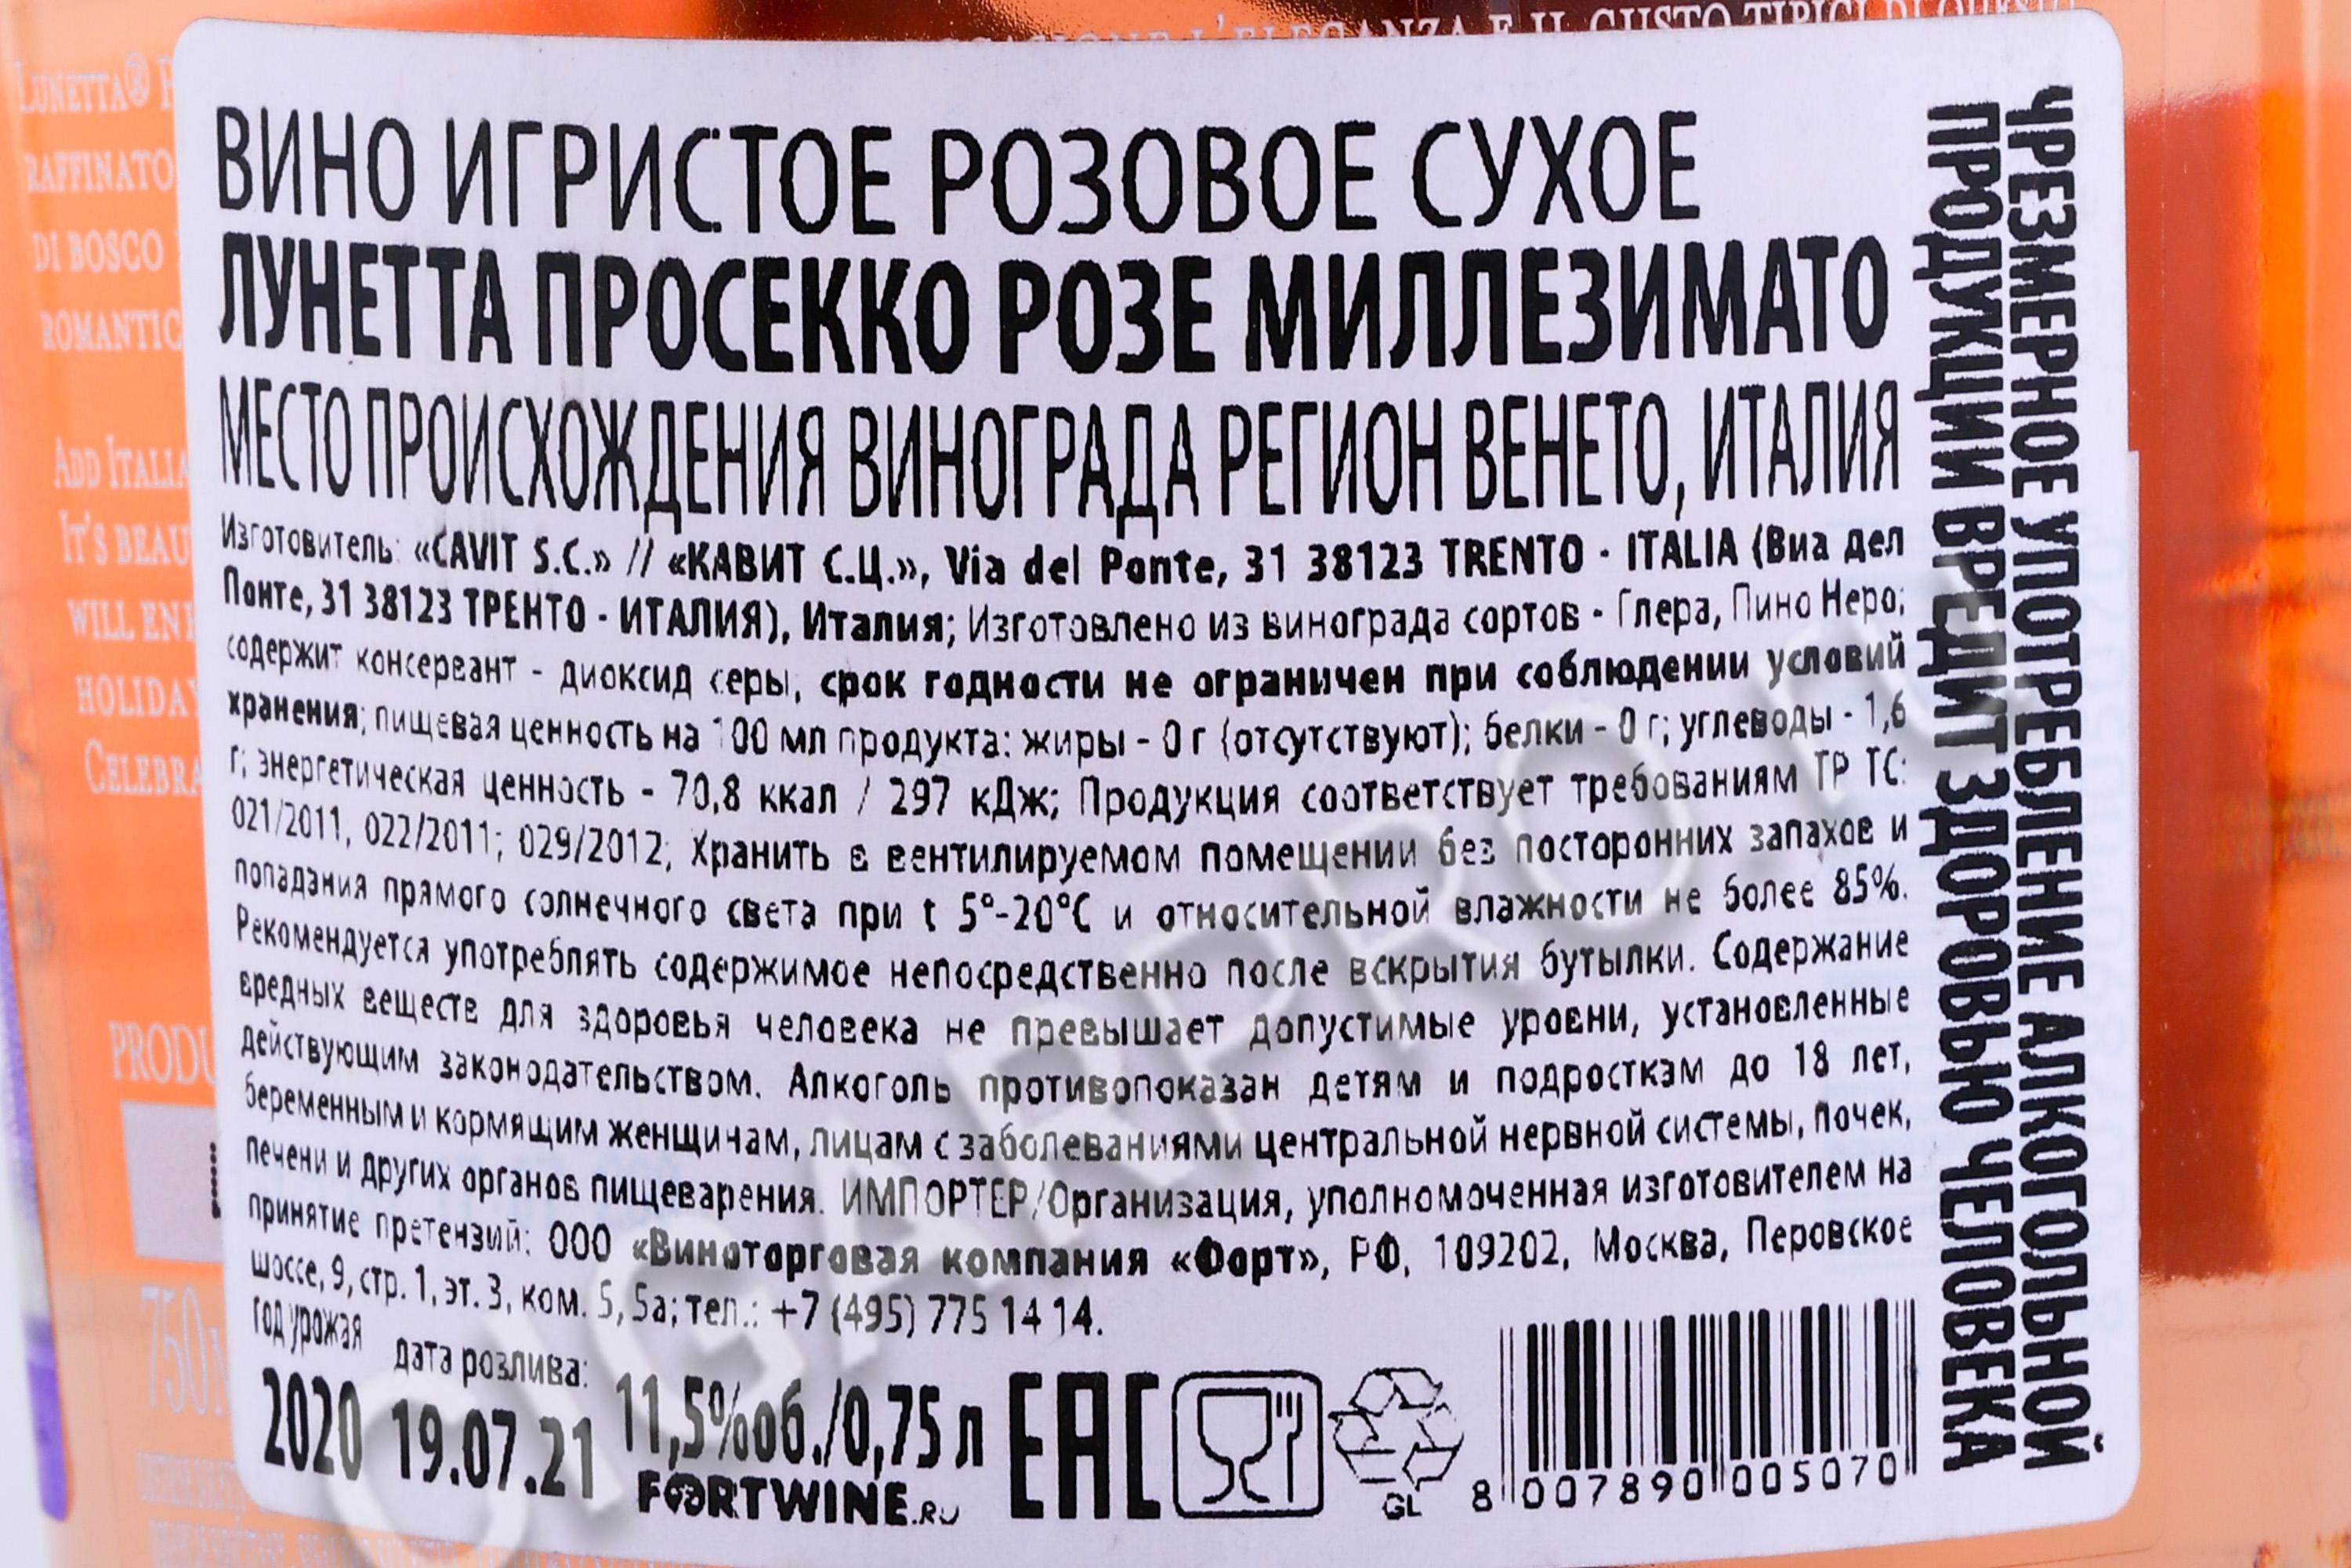 GASIONE L'ELEGANZA E IL GUSTO TIPICI DI QUESTO
LUNETTA®
RAFFINATO
DI BOSCO
ROMANTIC
ADD ITALIA
IT'S BEAU
WILL EN
HOLIDAY
CELEBRA
PRODU
750
ВИНО ИГРИСТОЕ РОЗОВОЕ СУХОЕ
ЛУНЕТТА ПРОСЕККО РОЗЕ МИЛЛЕЗИМАТО
МЕСТО ПРОИСХОЖДЕНИЯ ВИНОГРАДА РЕГИОН ВЕНЕТО, ИТАЛИЯ
Изготовитель: «CAVIT S.C.» // «КАВИТ С.Ц.», Via del Ponte, 31 38123 TRENTO - ITALIA (Виа дел
Понте, 31 38123 ТРЕНТО - ИТАЛИЯ), Италия; Изготовлено из винограда сортов - Глера, Пино Неро;
содержит консервант - диоксид серы, срок годности не ограничен при соблюдении условий
хранения; пищевая ценность на 100 мл продукта: жиры - 0 г (отсутствуют); белки - 0 г; углеводы - 1,6
г; энергетическая ценность - 70,8 ккал / 297 кДж; Продукция соответствует требованиям ТР ТС:
021/2011, 022/2011; 029/2012; Хранить в вентилируемом помещении без посторонних запахов и
попадания прямого солнечного света при t 5°-20°C и относительной влажности не более 85%.
Рекомендуется употреблять содержимое непосредственно после вскрытия бутылки. Содержание
вредных веществ для здоровья человека не превышает допустимые уровни, установленные
действующим законодательством. Алкоголь противопоказан детям и подросткам до 18 лет,
беременным и кормящим женщинам, лицам с заболеваниями центральной нервной системы, почек,
печени и других органов пищеварения. ИМПОРТЕР/Организация, уполномоченная изготовителем на
принятие претензий: ООО «Виноторговая компания «Форт», РФ, 109202, Москва, Перовское
шоссе, 9, стр. 1, эт. 3, ком. 5, 5а; тел.: +7 (495) 775 14 14.
год урожая
2020
дата розлива:
19.07.21
11,5%об./0,75 л
FORTWINE.RU
EAC
GL
8 007890 005070
ЧРЕЗМЕРНОЕ УПОТРЕБЛЕНИЕ АЛКОГОЛЬНОЙ
ПРОДУКЦИИ ВРЕДИТ ЗДОРОВЬЮ ЧЕЛОВЕКА
CIGARPRO.ru